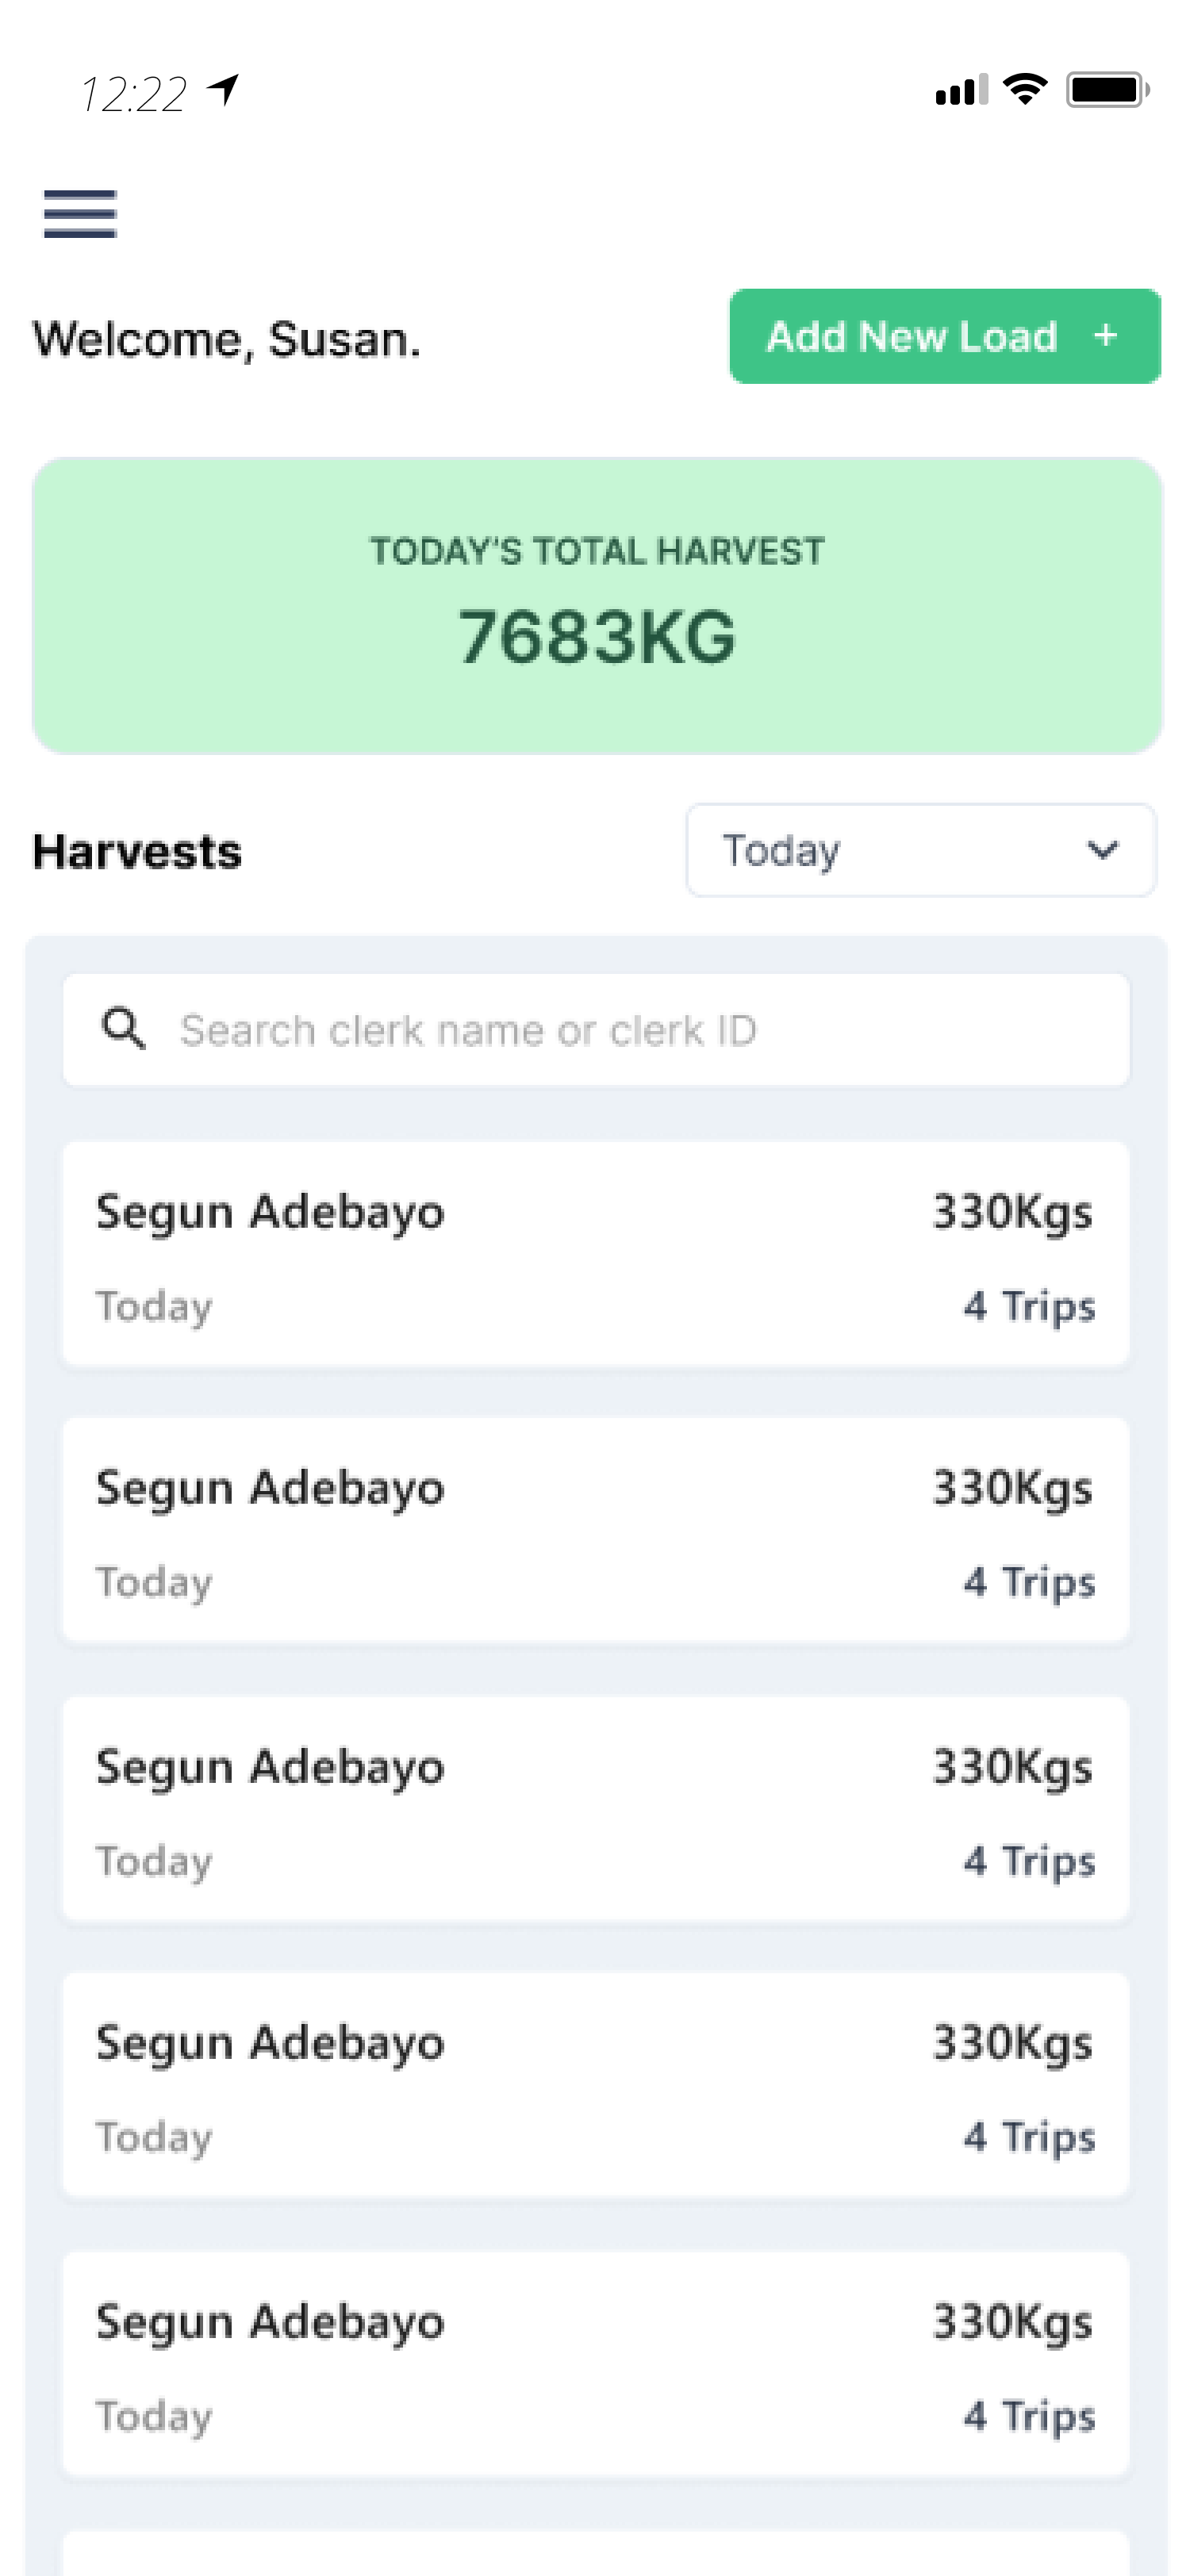 12:22
Welcome, Susan.
Add New Load +
TODAY'S TOTAL HARVEST
7683KG
Harvests
Today
Search clerk name or clerk ID
Segun Adebayo 330Kgs
Today 4 Trips
Segun Adebayo 330Kgs
Today 4 Trips
Segun Adebayo 330Kgs
Today 4 Trips
Segun Adebayo 330Kgs
Today 4 Trips
Segun Adebayo 330Kgs
Today 4 Trips